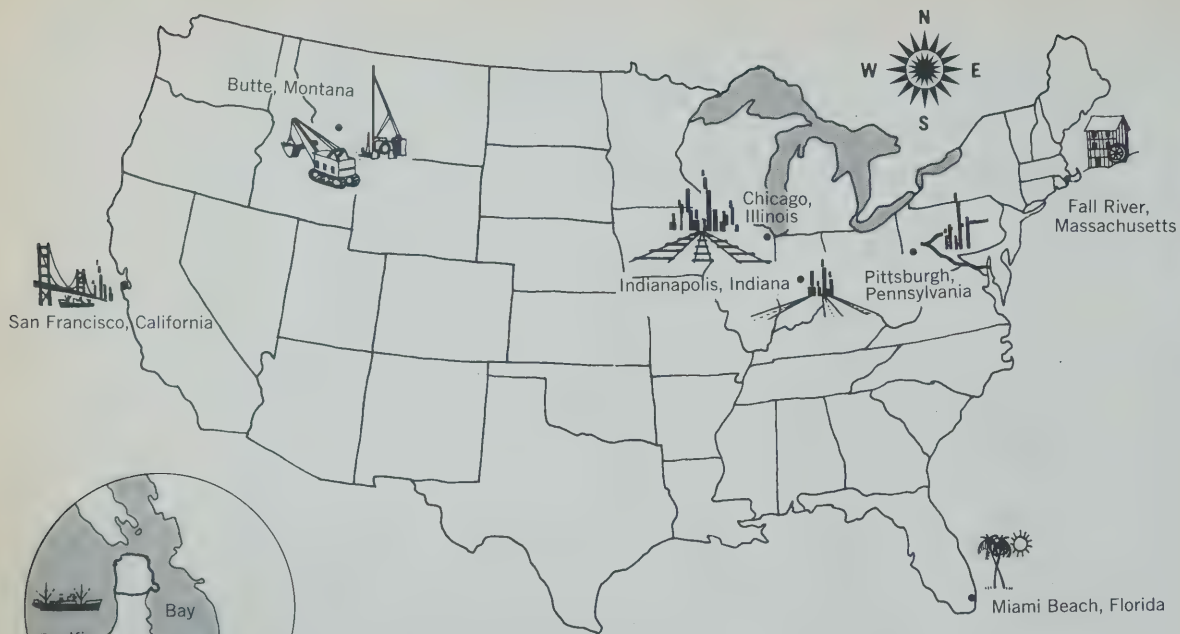 N
W E
S
Butte, Montana
Chicago,
Illinois
Fall River,
Massachusetts
Indianapolis, Indiana
Pittsburgh,
Pennsylvania
San Francisco, California
Bay
Miami Beach, Florida